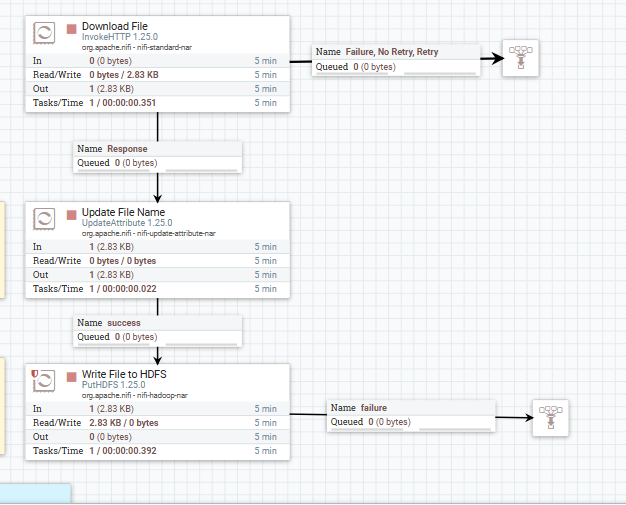 Download File
InvokeHTTP 1.25.0
org.apache.nifi - nifi-standard-nar
In 0 (0 bytes) 5 min
Read/Write 0 bytes / 2.83 KB 5 min
Out 1 (2.83 KB) 5 min
Tasks/Time 1 / 00:00:00.351 5 min
Name Failure, No Retry, Retry
Queued 0 (0 bytes)
Name Response
Queued 0 (0 bytes)
Update File Name
UpdateAttribute 1.25.0
org.apache.nifi - nifi-update-attribute-nar
In 1 (2.83 KB) 5 min
Read/Write 0 bytes / 0 bytes 5 min
Out 1 (2.83 KB) 5 min
Tasks/Time 1 / 00:00:00.022 5 min
Name success
Queued 0 (0 bytes)
Write File to HDFS
PutHDFS 1.25.0
org.apache.nifi - nifi-hadoop-nar
In 1 (2.83 KB) 5 min
Read/Write 2.83 KB / 0 bytes 5 min
Out 0 (0 bytes) 5 min
Tasks/Time 1 / 00:00:00.392 5 min
Name failure
Queued 0 (0 bytes)